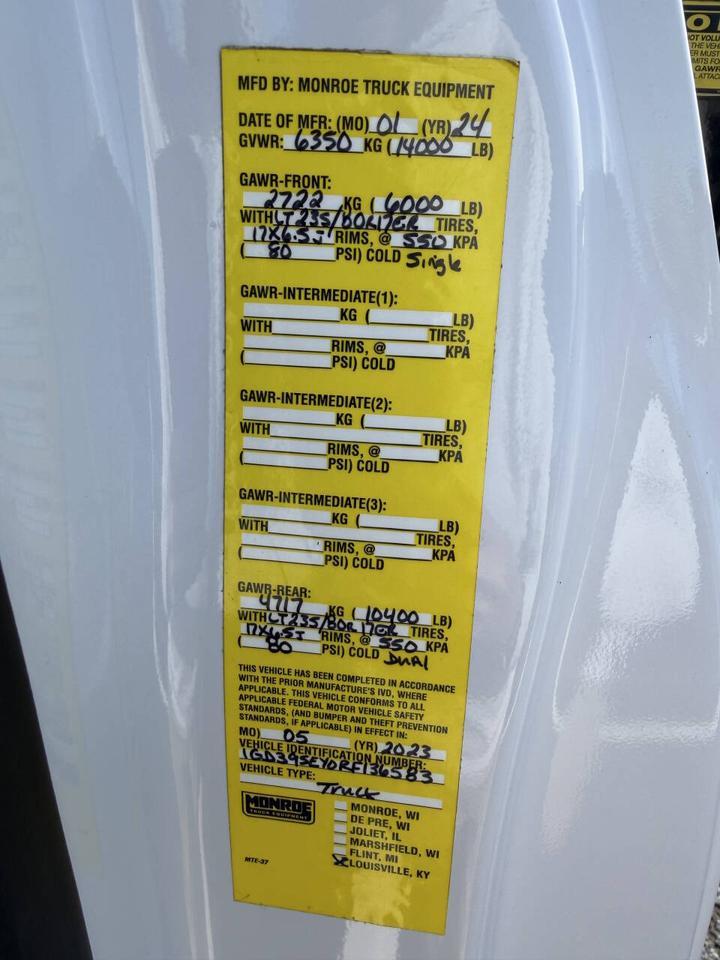 MFD BY: MONROE TRUCK EQUIPMENT
DATE OF MFR: (MO) 01 (YR) 24
GVWR: 6350 KG (14000 LB)
GAWR-FRONT:
2722 KG (6000 LB)
WITH LT235/80R17ER TIRES,
17X6.5J RIMS, @ 550 KPA
(80 PSI) COLD Single
GAWR-INTERMEDIATE(1):
KG ( LB)
WITH TIRES,
RIMS, @ KPA
( PSI) COLD
GAWR-INTERMEDIATE(2):
KG ( LB)
WITH TIRES,
RIMS, @ KPA
( PSI) COLD
GAWR-INTERMEDIATE(3):
KG ( LB)
WITH TIRES,
RIMS, @ KPA
( PSI) COLD
GAWR-REAR:
4717 KG (10400 LB)
WITH LT235/80R17ER TIRES,
17X6.5J RIMS, @ 550 KPA
(80 PSI) COLD Dual
THIS VEHICLE HAS BEEN COMPLETED IN ACCORDANCE
WITH THE PRIOR MANUFACTURE'S IVD, WHERE
APPLICABLE. THIS VEHICLE CONFORMS TO ALL
APPLICABLE FEDERAL MOTOR VEHICLE SAFETY
STANDARDS, (AND BUMPER AND THEFT PREVENTION
STANDARDS, IF APPLICABLE) IN EFFECT IN:
MO) 05 (YR) 2023
VEHICLE IDENTIFICATION NUMBER:
1GD39SEY0RF136583
VEHICLE TYPE:
Truck
MONROE
TRUCK EQUIPMENT
MONROE, WI
DE PRE, WI
JOLIET, IL
MARSHFIELD, WI
FLINT, MI
X LOUISVILLE, KY
MTE-37